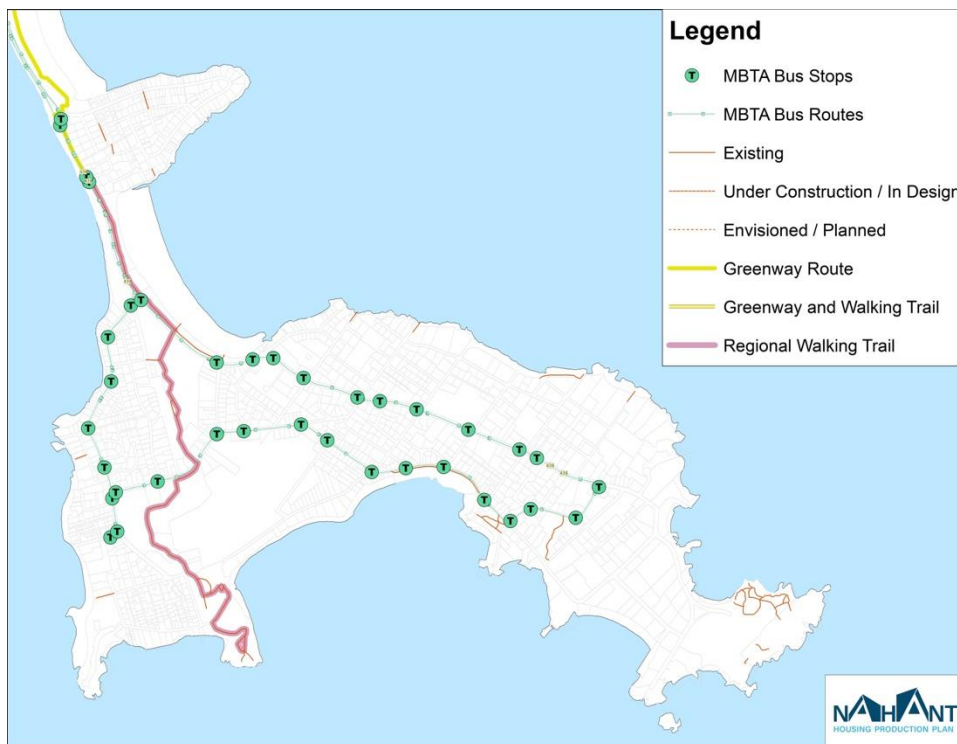 Legend
T MBTA Bus Stops
MBTA Bus Routes
Existing
Under Construction / In Design
Envisioned / Planned
Greenway Route
Greenway and Walking Trail
Regional Walking Trail
NAHANT
HOUSING PRODUCTION PLAN